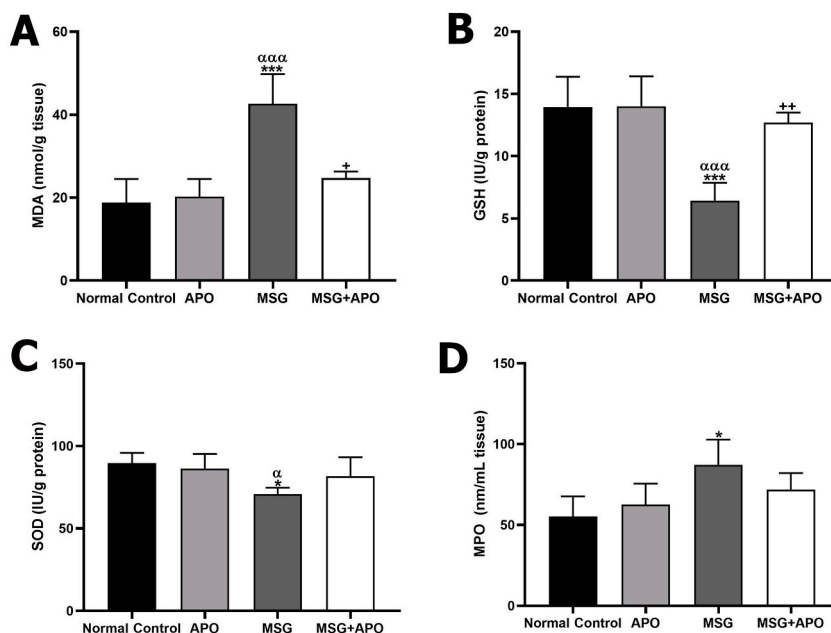 A
MDA (nmol/g tissue)
60
40
20
0
ααα
***
+
Normal Control APO MSG MSG+APO
B
GSH (IU/g protein)
20
15
10
5
0
ααα
***
++
Normal Control APO MSG MSG+APO
C
SOD (IU/g protein)
150
100
50
0
α
*
Normal Control APO MSG MSG+APO
D
MPO (nm/mL tissue)
150
100
50
0
*
Normal Control APO MSG MSG+APO